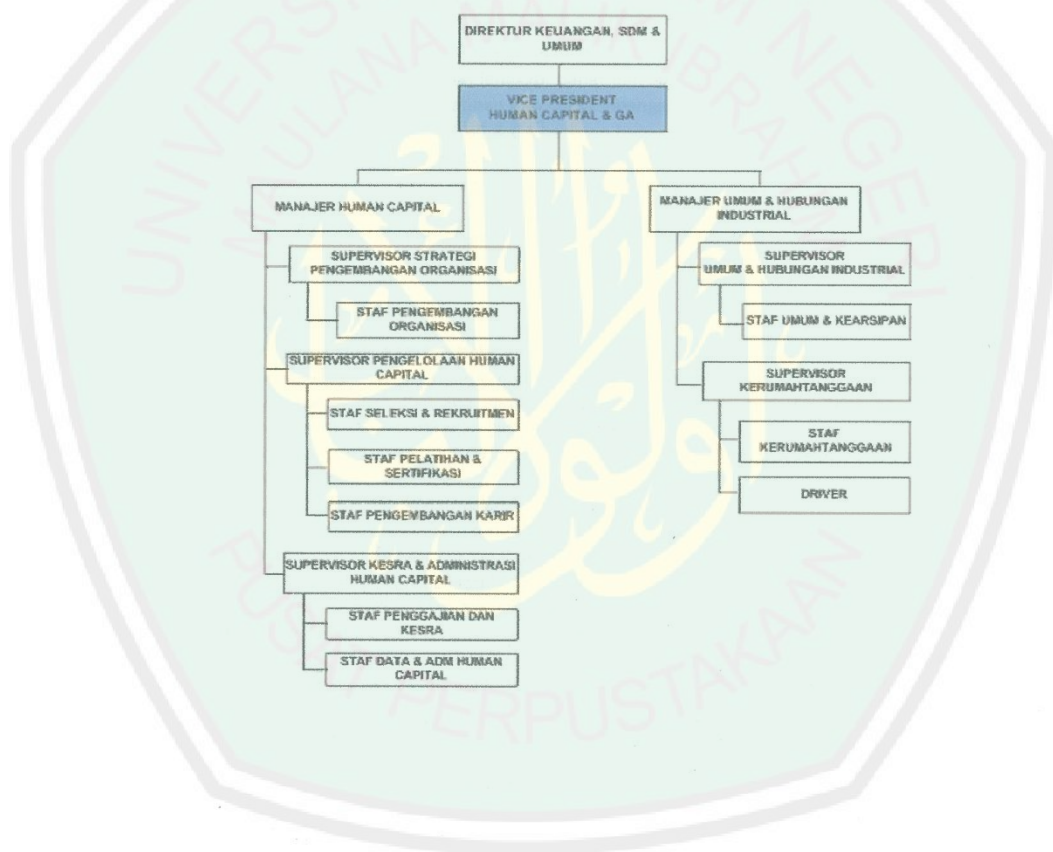 DIREKTUR KEUANGAN, SDM &
UMUM
VICE PRESIDENT
HUMAN CAPITAL & GA
MANAJER HUMAN CAPITAL
SUPERVISOR STRATEGI
PENGEMBANGAN ORGANISASI
STAF PENGEMBANGAN
ORGANISASI
SUPERVISOR PENGELOLAAN HUMAN
CAPITAL
STAF SELEKSI & REKRUITMEN
STAF PELATIHAN &
SERTIFIKASI
STAF PENGEMBANGAN KARIR
SUPERVISOR KESRA & ADMINISTRASI
HUMAN CAPITAL
STAF PENGGAJIAN DAN
KESRA
STAF DATA & ADM HUMAN
CAPITAL
MANAJER UMUM & HUBUNGAN
INDUSTRIAL
SUPERVISOR
UMUM & HUBUNGAN INDUSTRIAL
STAF UMUM & KEARSIPAN
SUPERVISOR
KERUMAHTANGGAAN
STAF
KERUMAHTANGGAAN
DRIVER
PUSAT PERPUSTAKAAN